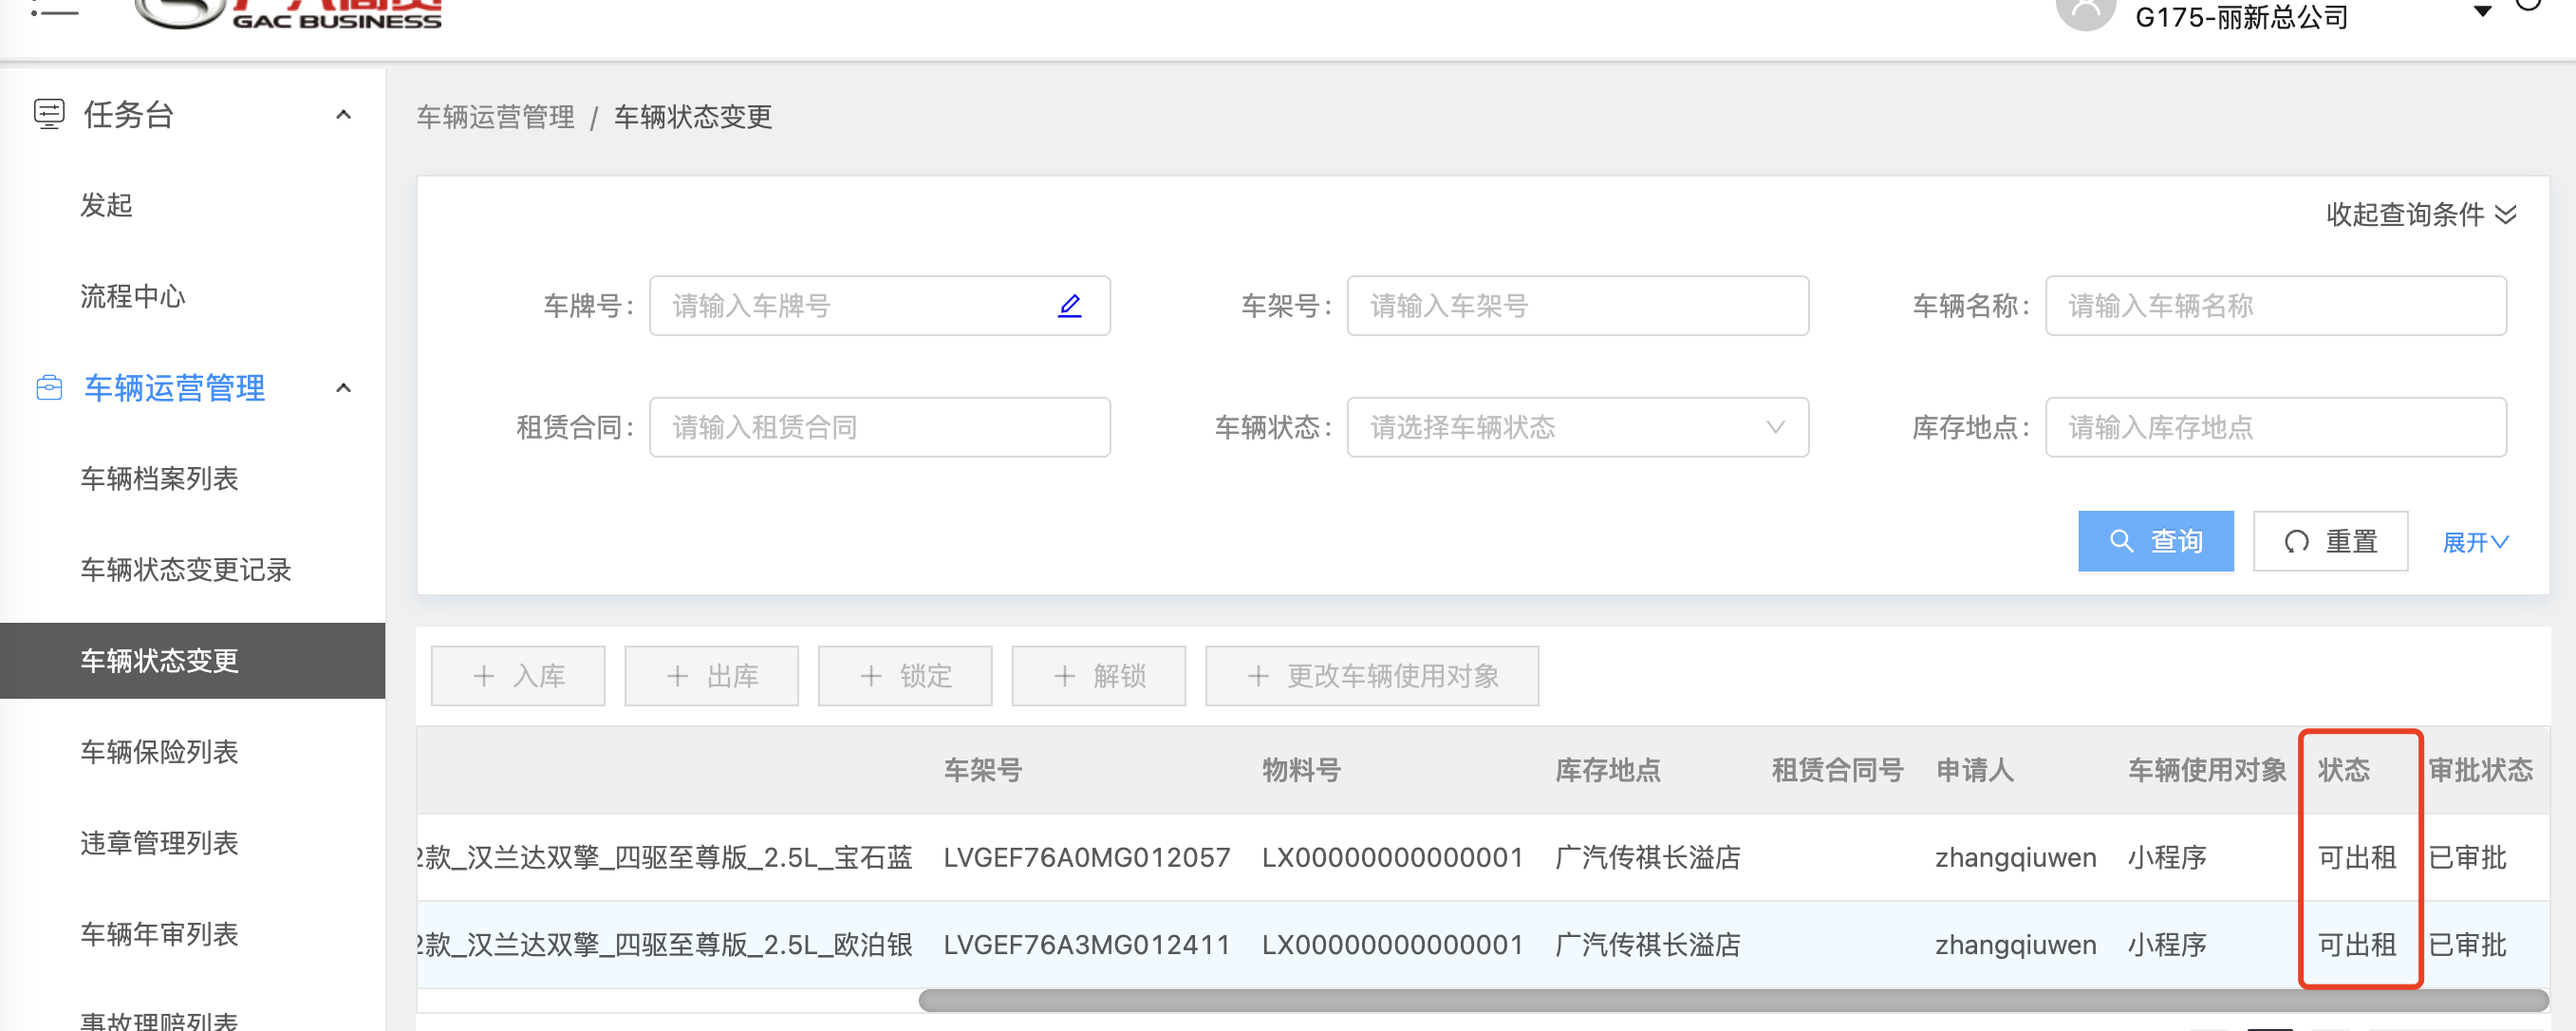 GAC BUSINESS
G175-丽新总公司
任务台
发起
流程中心
车辆运营管理
车辆档案列表
车辆状态变更记录
车辆状态变更
车辆保险列表
违章管理列表
车辆年审列表
事故理赔列表
车辆运营管理 / 车辆状态变更
收起查询条件
车牌号: 请输入车牌号 车架号: 请输入车架号 车辆名称: 请输入车辆名称
租赁合同: 请输入租赁合同 车辆状态: 请选择车辆状态 库存地点: 请输入库存地点
查询 重置 展开
+ 入库 + 出库 + 锁定 + 解锁 + 更改车辆使用对象
车架号 物料号 库存地点 租赁合同号 申请人 车辆使用对象 状态 审批状态
款_汉兰达双擎_四驱至尊版_2.5L_宝石蓝 LVGEF76A0MG012057 LX00000000000001 广汽传祺长溢店 zhangqiuwen 小程序 可出租 已审批
款_汉兰达双擎_四驱至尊版_2.5L_欧泊银 LVGEF76A3MG012411 LX00000000000001 广汽传祺长溢店 zhangqiuwen 小程序 可出租 已审批